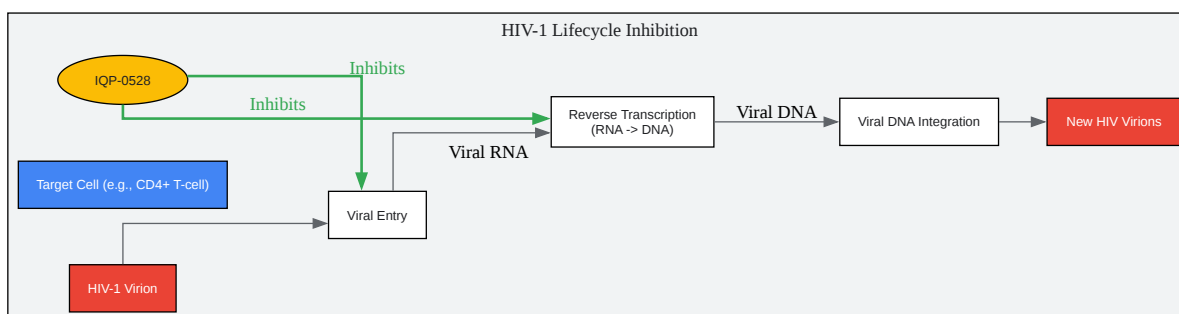 HIV-1 Lifecycle Inhibition
IQP-0528
Inhibits
Inhibits
Reverse Transcription
(RNA -> DNA)
Viral DNA
Viral DNA Integration
New HIV Virions
Viral RNA
Target Cell (e.g., CD4+ T-cell)
Viral Entry
HIV-1 Virion